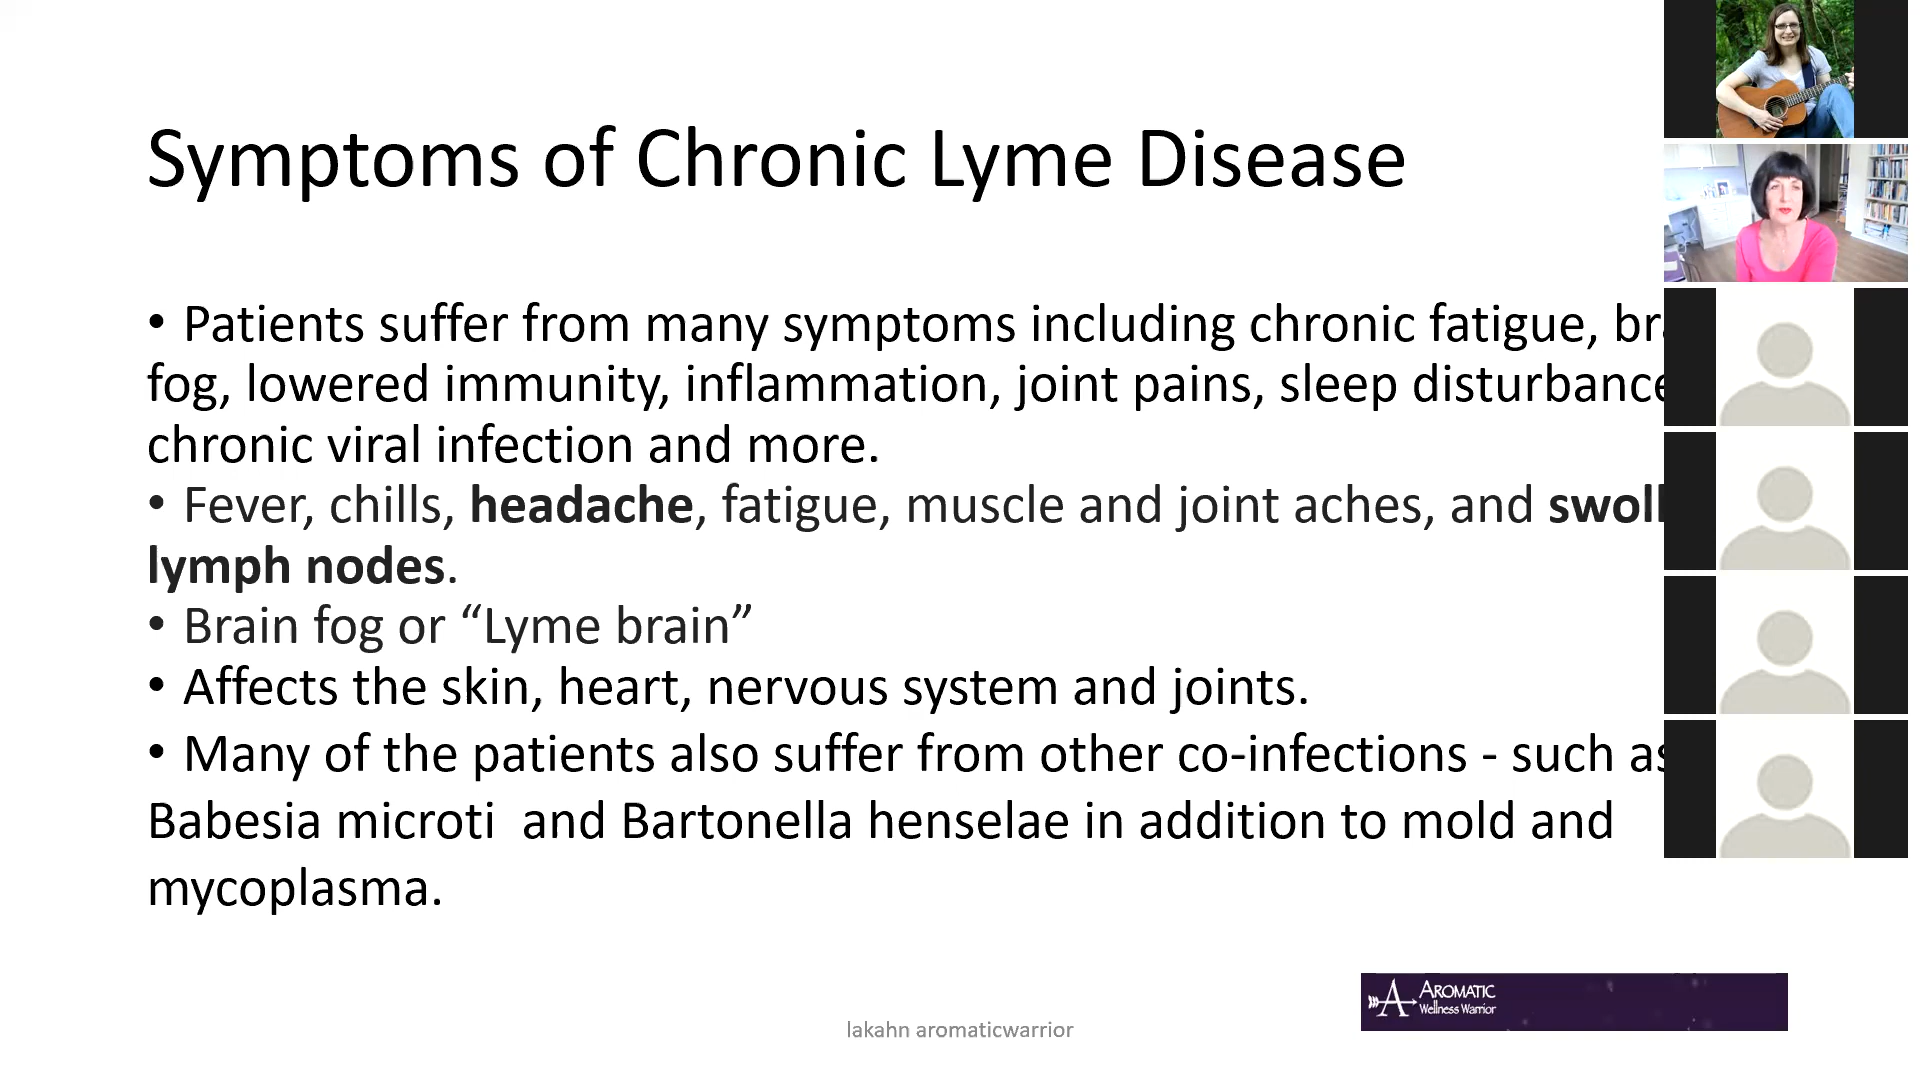 Symptoms of Chronic Lyme Disease
• Patients suffer from many symptoms including chronic fatigue,
fog, lowered immunity, inflammation, joint pains, sleep disturbance
chronic viral infection and more.
• Fever, chills, headache, fatigue, muscle and joint aches, and
lymph nodes.
• Brain fog or “Lyme brain”
• Affects the skin, heart, nervous system and joints.
• Many of the patients also suffer from other co-infections - such as
Babesia microti and Bartonella henselae in addition to mold and
mycoplasma.
AROMATIC
Wellness Warrior
lakahn aromaticwarrior